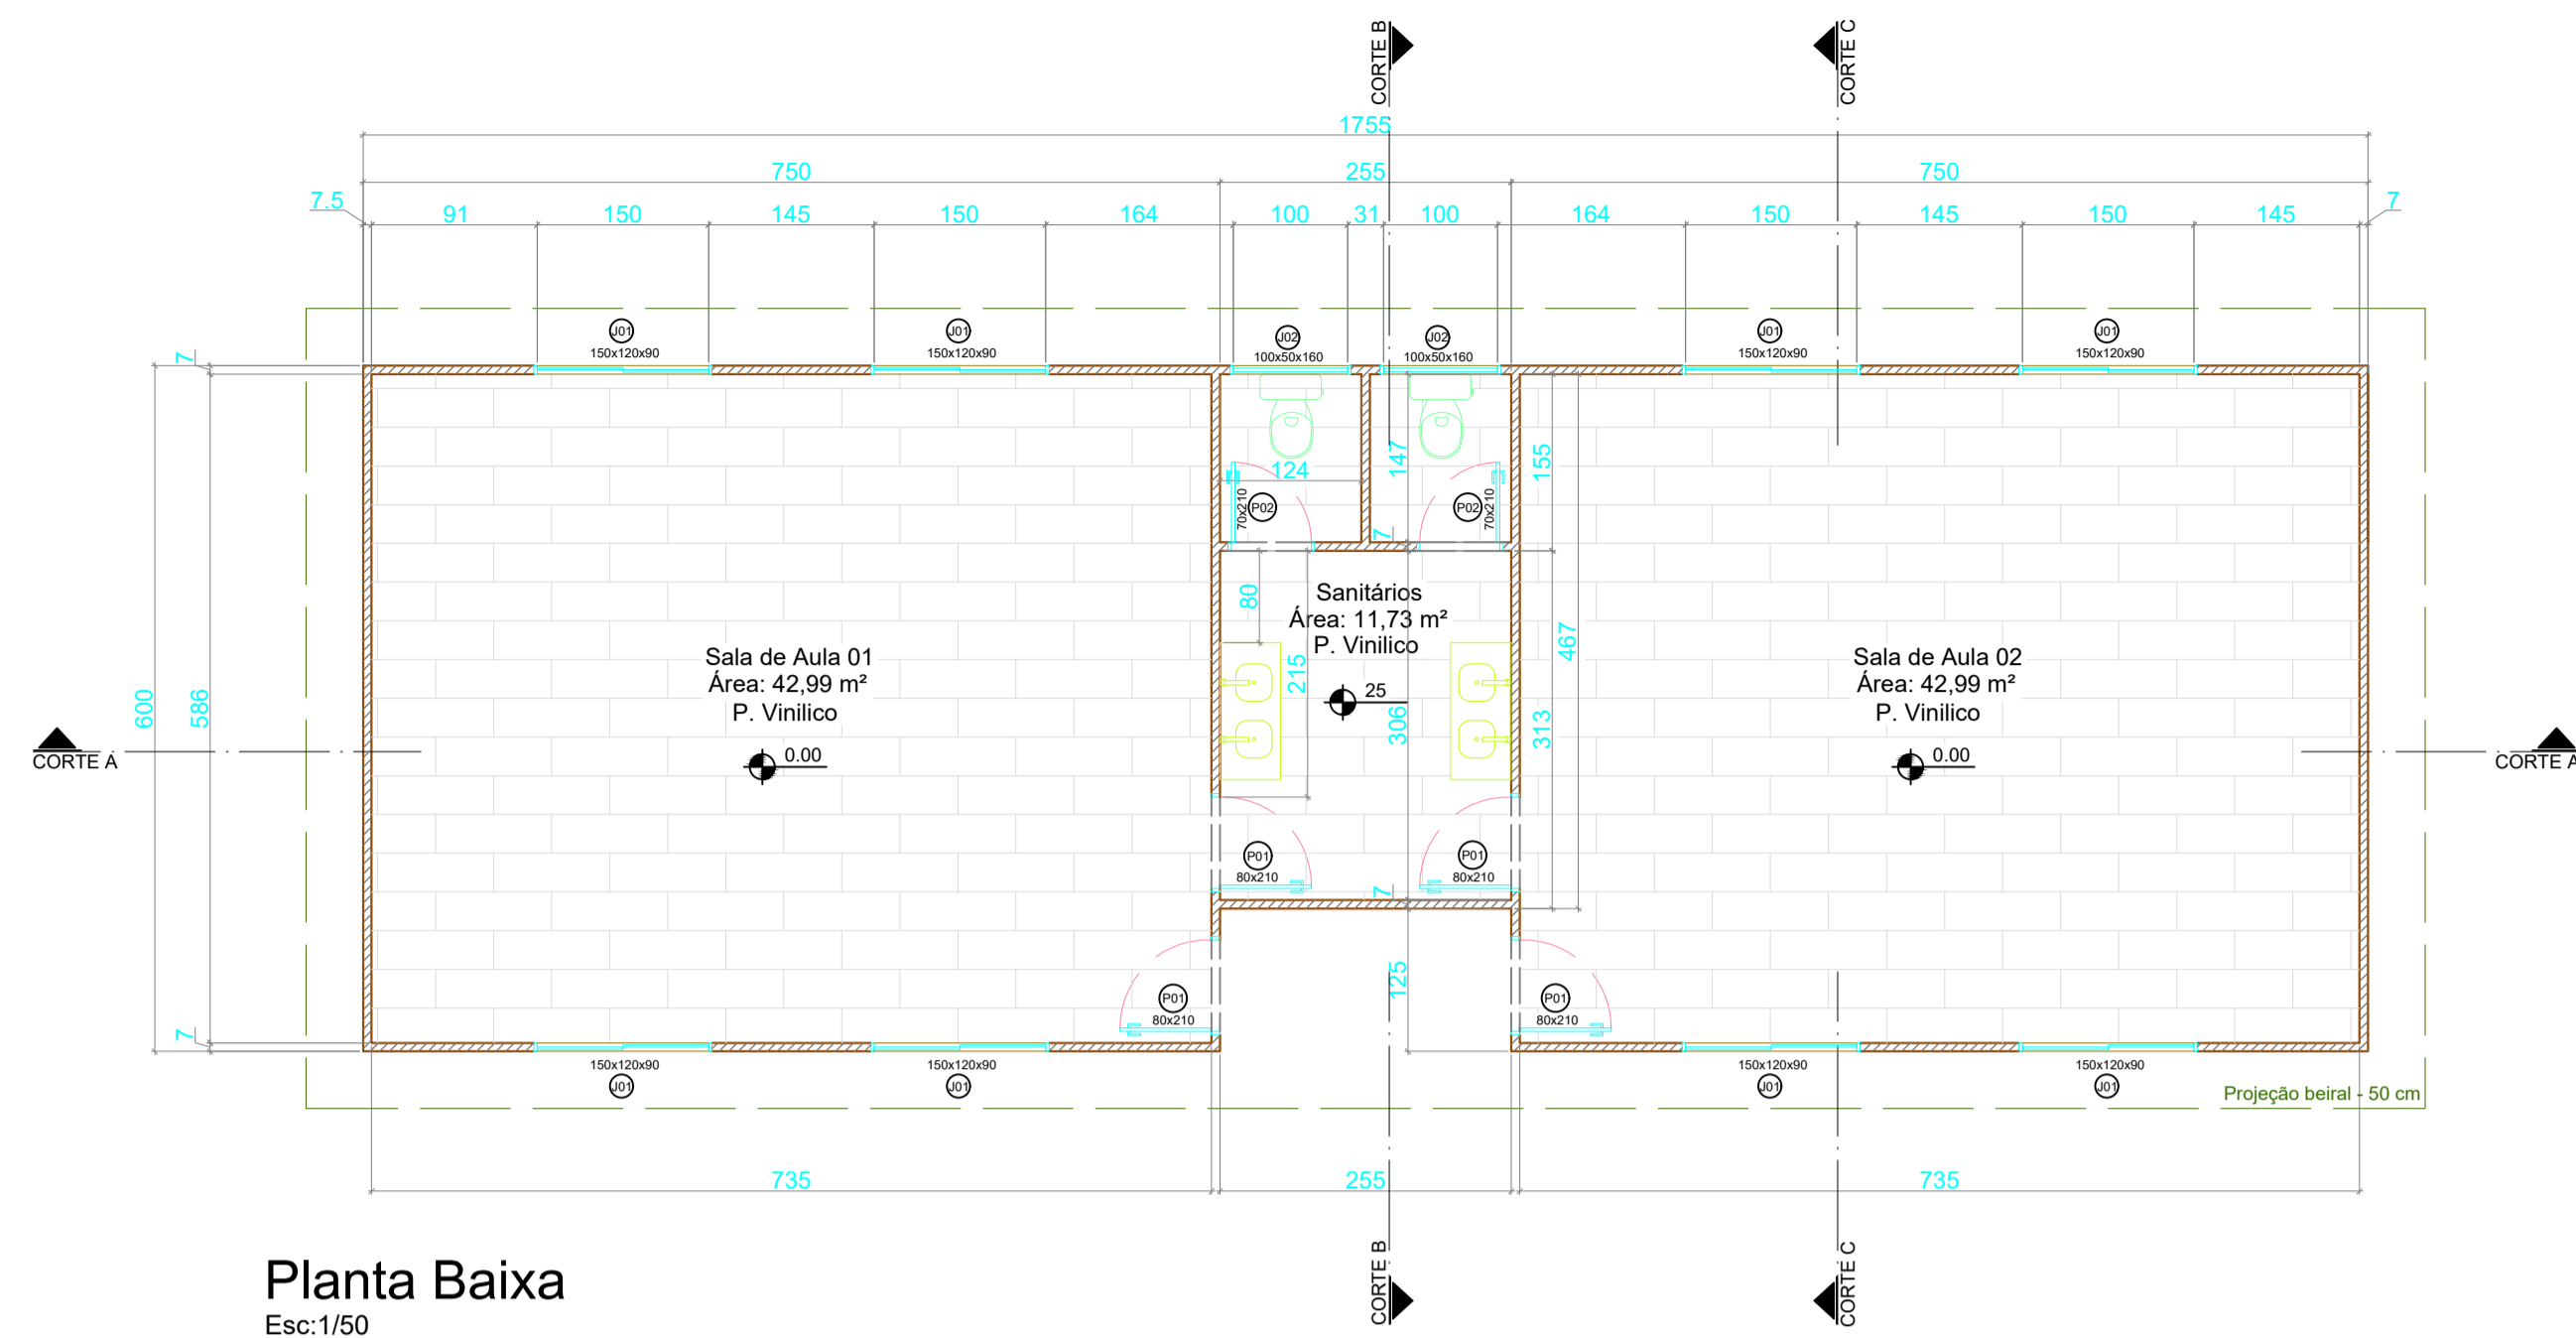 CORTE B
CORTE C
1755
750
255
750
7.5
91
150
145
150
164
100
31
100
164
150
145
150
145
7
J01
150x120x90
J01
150x120x90
J02
100x50x160
J02
100x50x160
J01
150x120x90
J01
150x120x90
7
600
586
7
124
147
155
P02
70x210
P02
70x210
7
80
215
306
313
467
Sanitários
Área: 11,73 m²
P. Vinilico
25
Sala de Aula 01
Área: 42,99 m²
P. Vinilico
0.00
Sala de Aula 02
Área: 42,99 m²
P. Vinilico
0.00
CORTE A
CORTE A
P01
80x210
P01
80x210
7
125
P01
80x210
P01
80x210
150x120x90
J01
150x120x90
J01
150x120x90
J01
150x120x90
J01
Projeção beiral - 50 cm
735
255
735
CORTE B
CORTE C
Planta Baixa
Esc:1/50